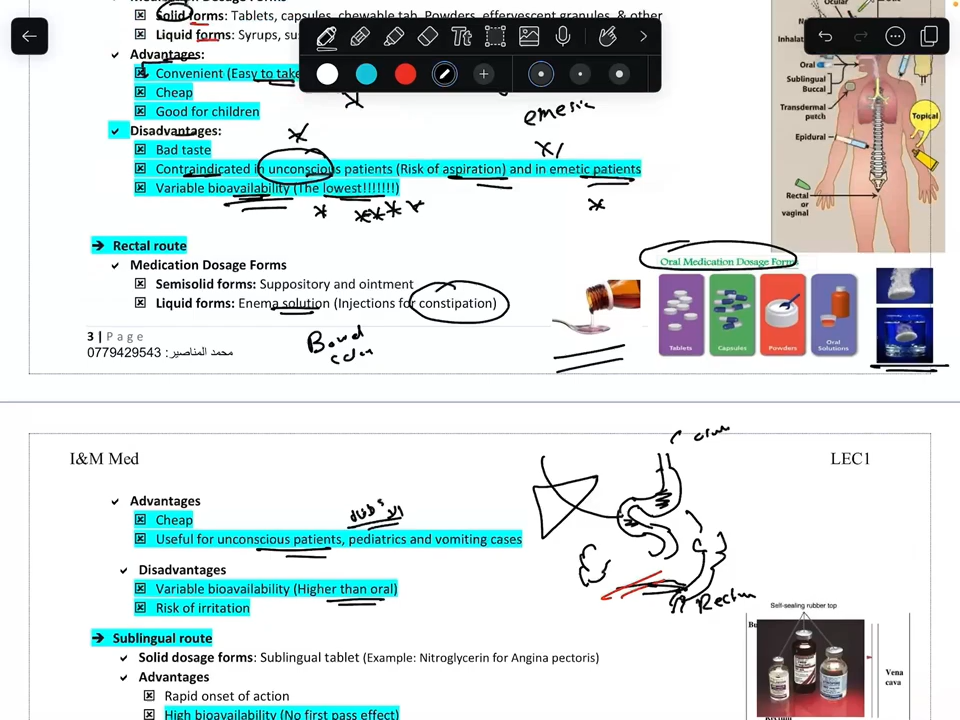 Solid forms: Tablets, capsules, chewable tab, Powders, effervescent granules, & other
Liquid forms: Syrups, sus
Advantages:
Convenient (Easy to take
Cheap
Good for children
Disadvantages:
Bad taste
Contraindicated in unconscious patients (Risk of aspiration) and in emetic patients
Variable bioavailability (The lowest!!!!!!!)
emesis
Tt
Ocular
Inhalat
Oral
Sublingual
Buccal
Transdermal
patch
Epidural
Topical
Rectal
or
vaginal
➔ Rectal route
Medication Dosage Forms
Semisolid forms: Suppository and ointment
Liquid forms: Enema solution (Injections for constipation)
Oral Medication Dosage Forms
Tablets
Capsules
Powders
Oral
Solutions
3 | Page
محمد المناصير: 0779429543
I&M Med
LEC1
Advantages
Cheap
Useful for unconscious patients, pediatrics and vomiting cases
Disadvantages
Variable bioavailability (Higher than oral)
Risk of irritation
Rectum
➔ Sublingual route
Solid dosage forms: Sublingual tablet (Example: Nitroglycerin for Angina pectoris)
Advantages
Rapid onset of action
High bioavailability (No first pass effect)
Self-sealing rubber top
Bu
Vena
cava
Rectum